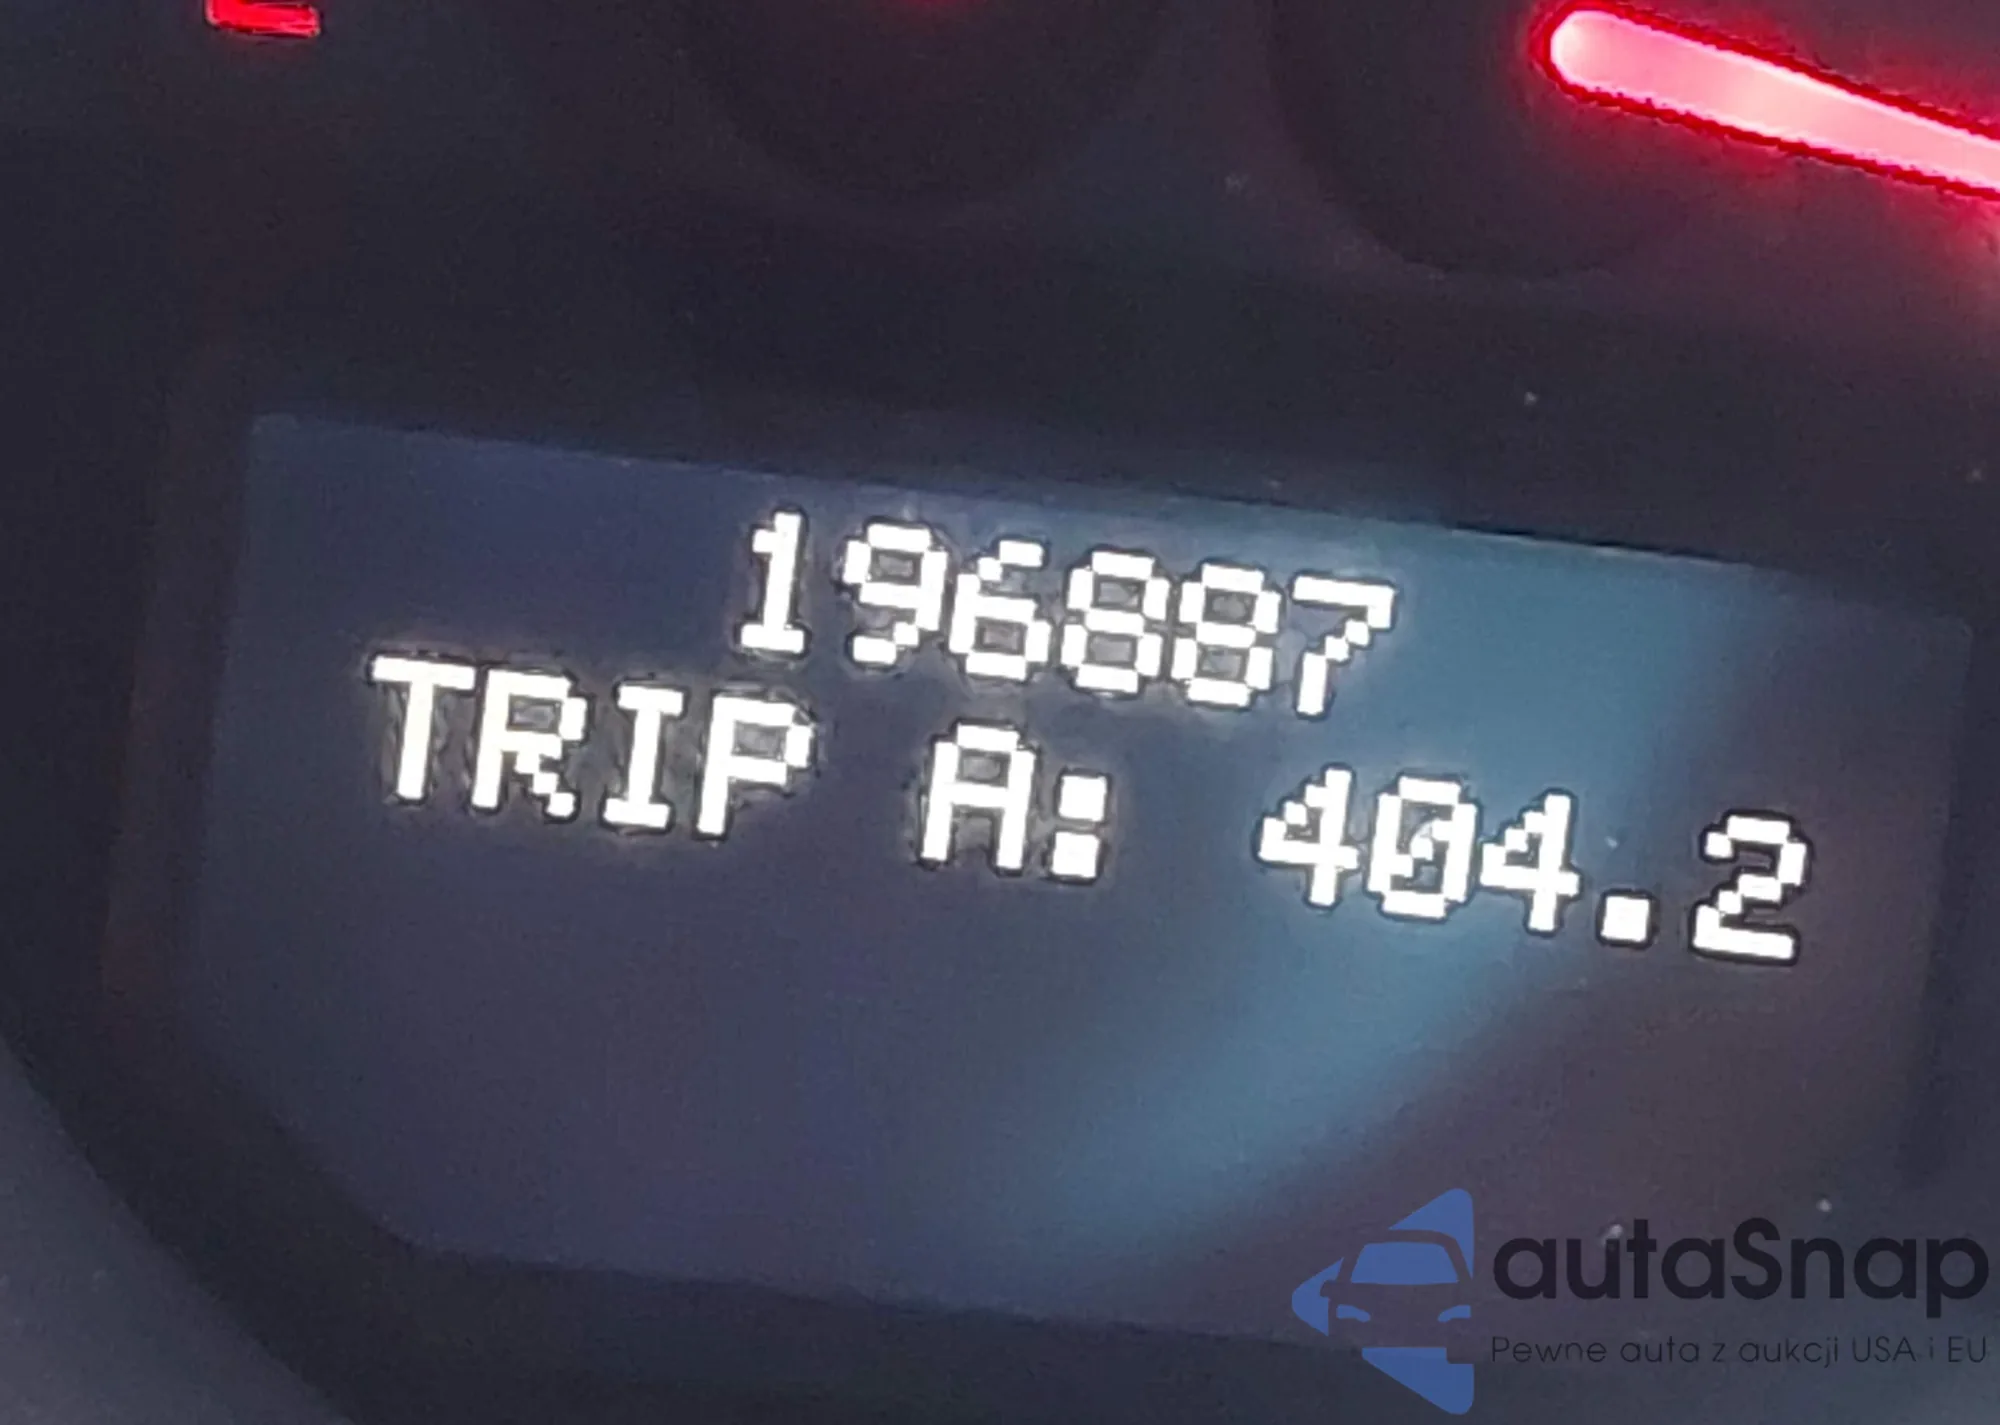 196887
TRIP A: 404.2
autaSnap
Pewne auta z aukcji USA i EU